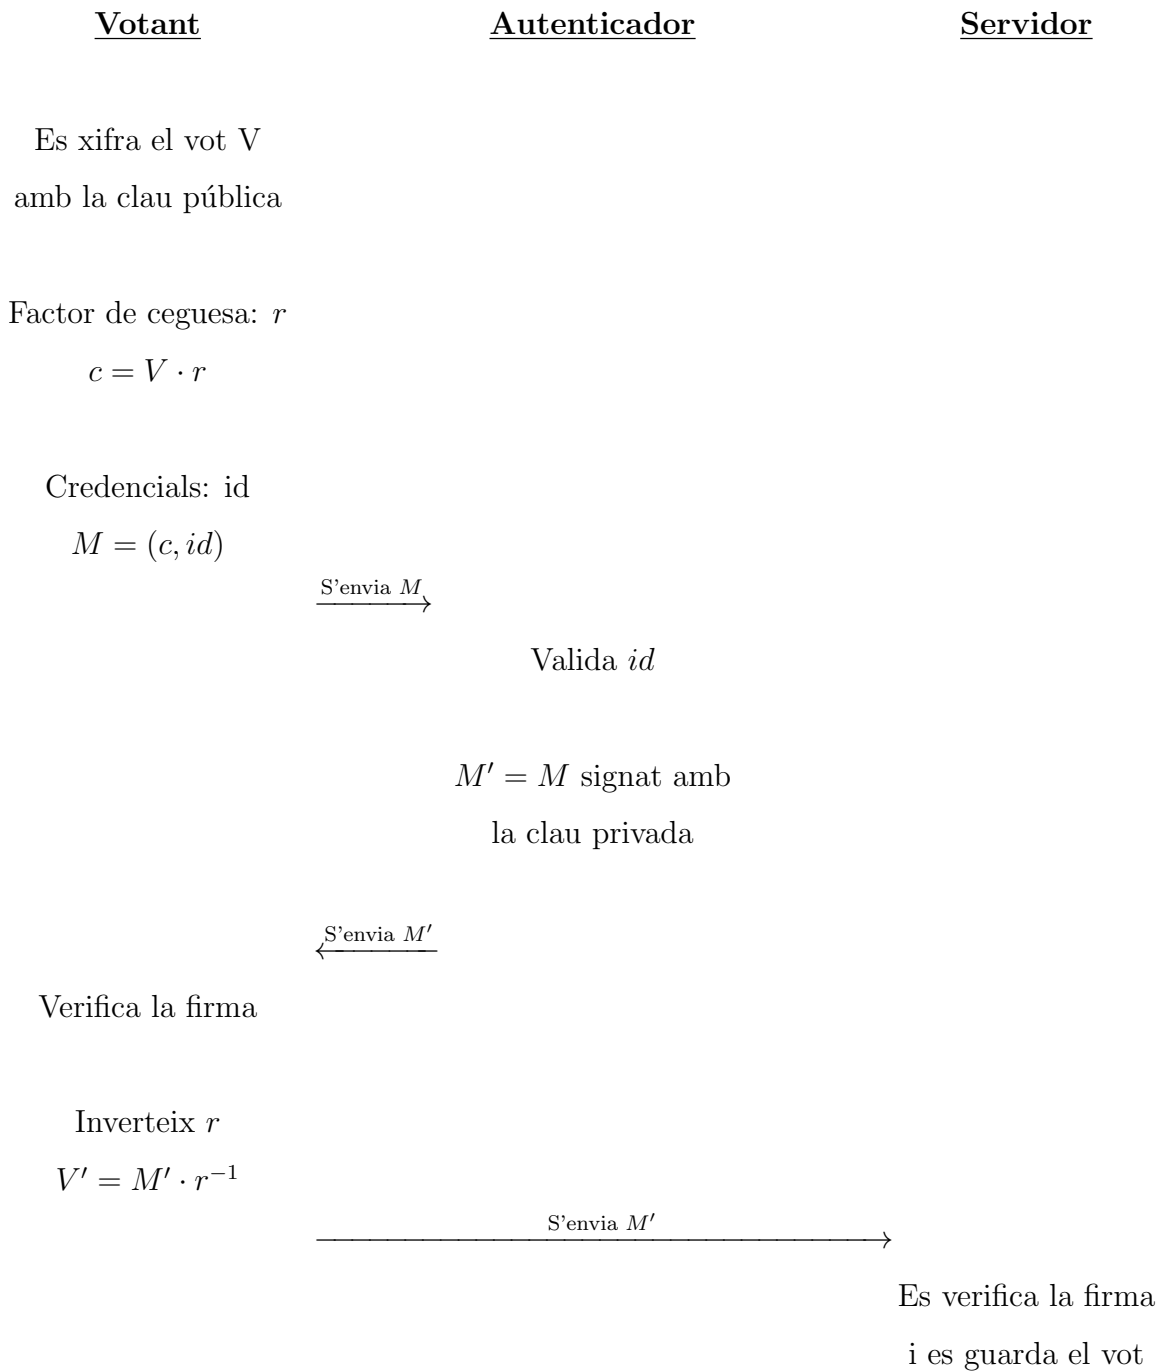 Votant Autenticador Servidor
Es xifra el vot V
amb la clau pública
Factor de ceguesa: r
c = V · r
Credencials: id
M = (c, id)
S'envia M
Valida id
M′ = M signat amb
la clau privada
S'envia M′
Verifica la firma
Inverteix r
V′ = M′ · r⁻¹
S'envia M′
Es verifica la firma
i es guarda el vot